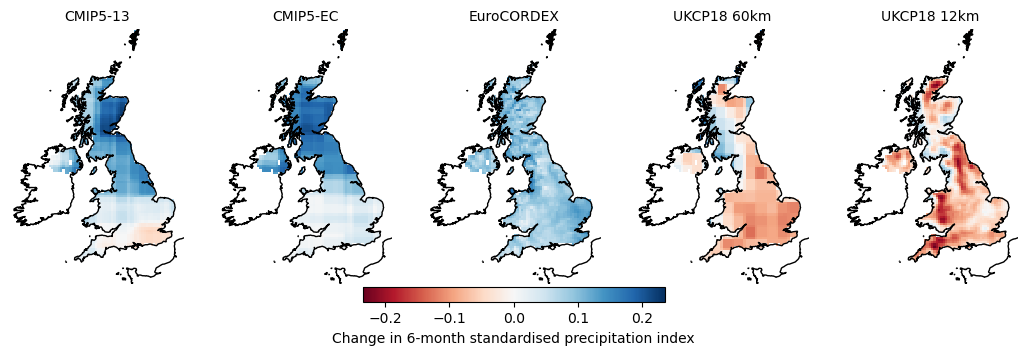 CMIP5-13 CMIP5-EC EuroCORDEX UKCP18 60km UKCP18 12km
−0.2 −0.1 0.0 0.1 0.2
Change in 6-month standardised precipitation index